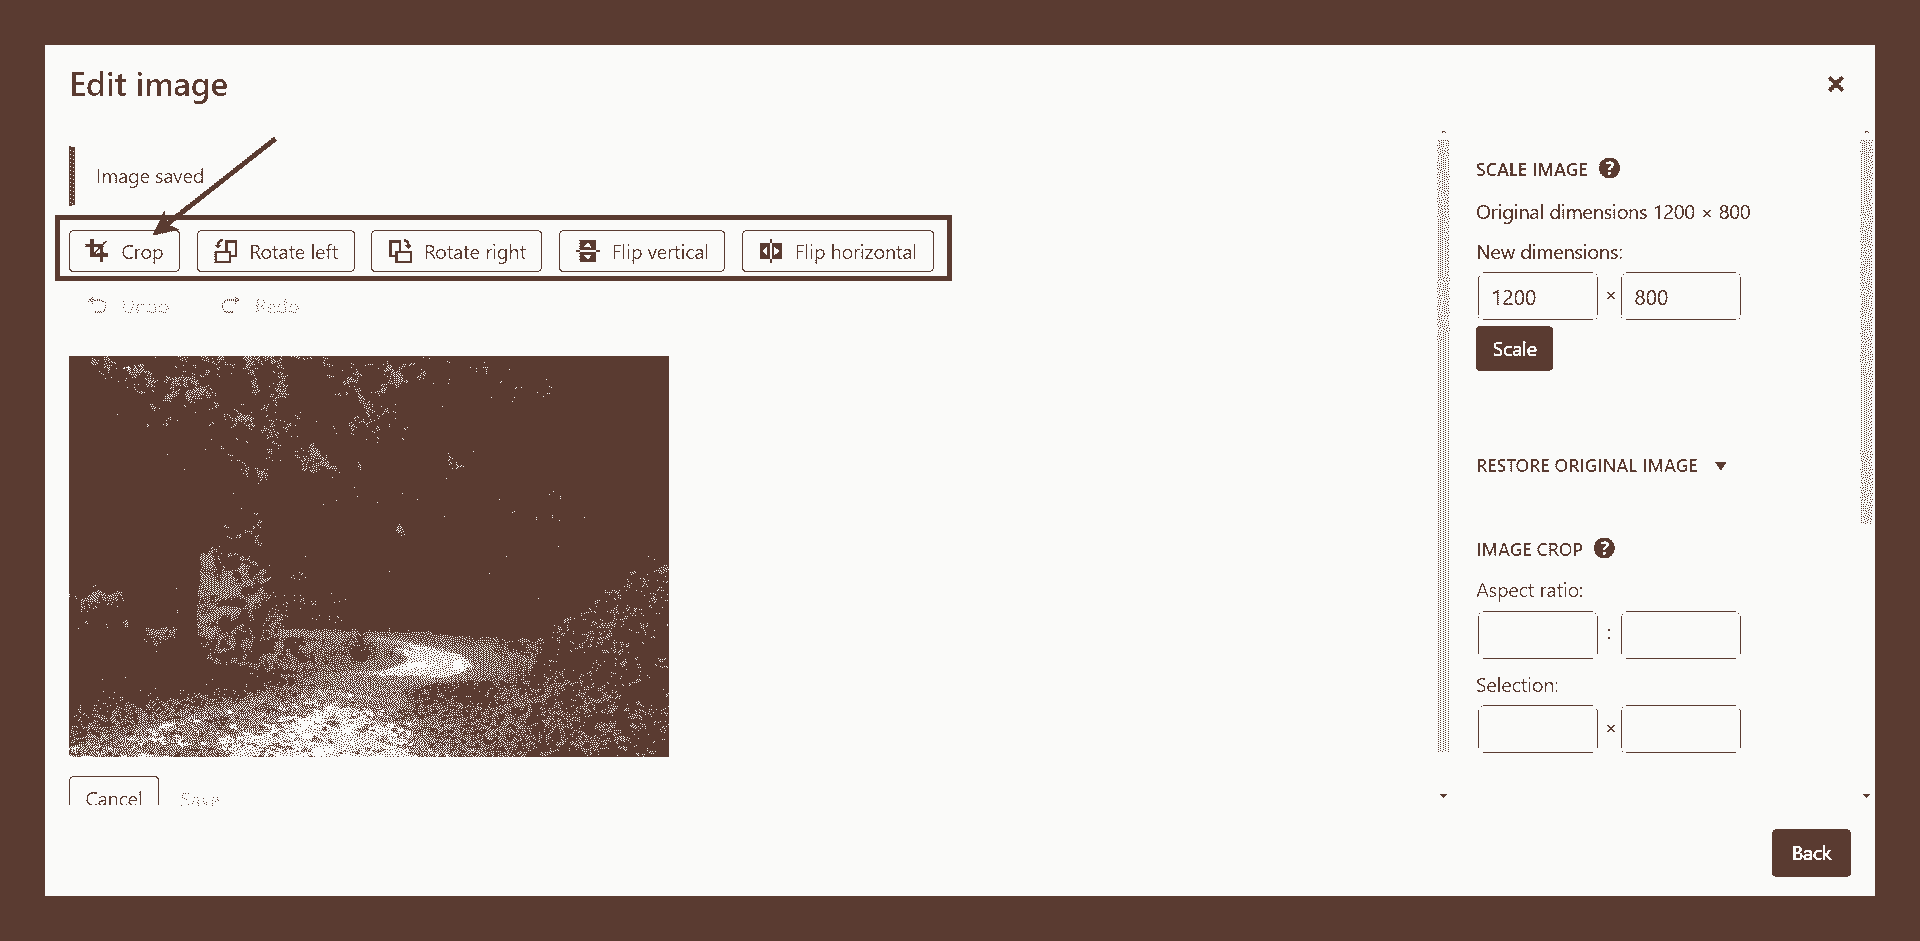 Edit image
Image saved
Crop Rotate left Rotate right Flip vertical Flip horizontal
Undo Redo
Cancel Save
SCALE IMAGE ?
Original dimensions 1200 × 800
New dimensions:
1200 × 800
Scale
RESTORE ORIGINAL IMAGE
IMAGE CROP ?
Aspect ratio:
:
Selection:
×
Back